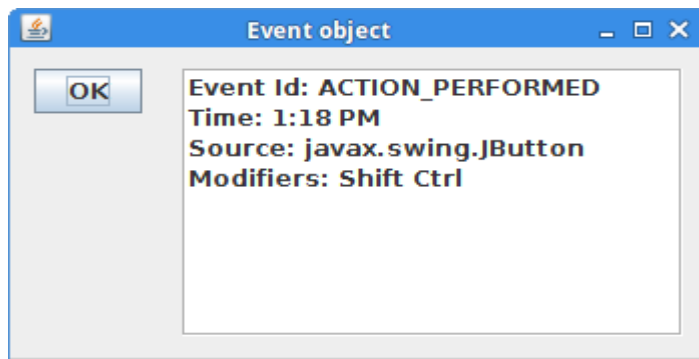 Event object
OK
Event Id: ACTION_PERFORMED
Time: 1:18 PM
Source: javax.swing.JButton
Modifiers: Shift Ctrl